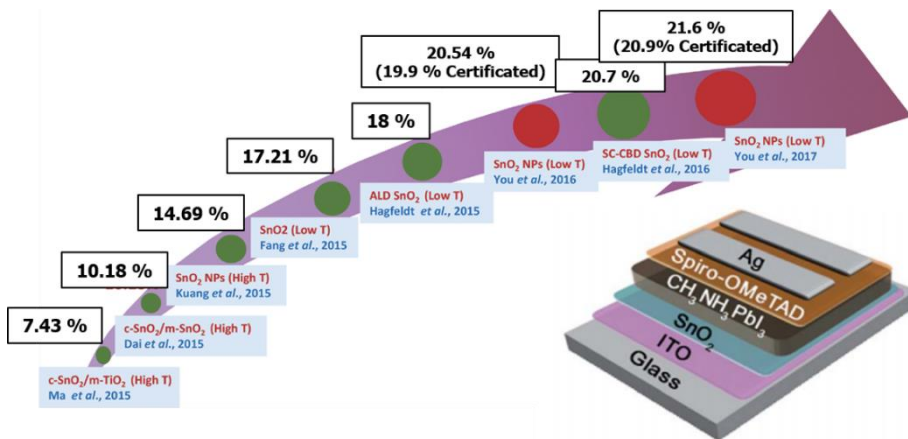 21.6 %
(20.9% Certificated)
20.54 %
(19.9 % Certificated)
20.7 %
18 %
17.21 %
14.69 %
10.18 %
7.43 %
SnO₂ NPs (Low T)
You et al., 2017
SC-CBD SnO₂ (Low T)
Hagfeldt et al., 2016
SnO₂ NPs (Low T)
You et al., 2016
ALD SnO₂ (Low T)
Hagfeldt et al., 2015
SnO2 (Low T)
Fang et al., 2015
SnO₂ NPs (High T)
Kuang et al., 2015
c-SnO₂/m-SnO₂ (High T)
Dai et al., 2015
c-SnO₂/m-TiO₂ (High T)
Ma et al., 2015
Ag
Spiro-OMeTAD
CH₃NH₃PbI₃
SnO₂
ITO
Glass